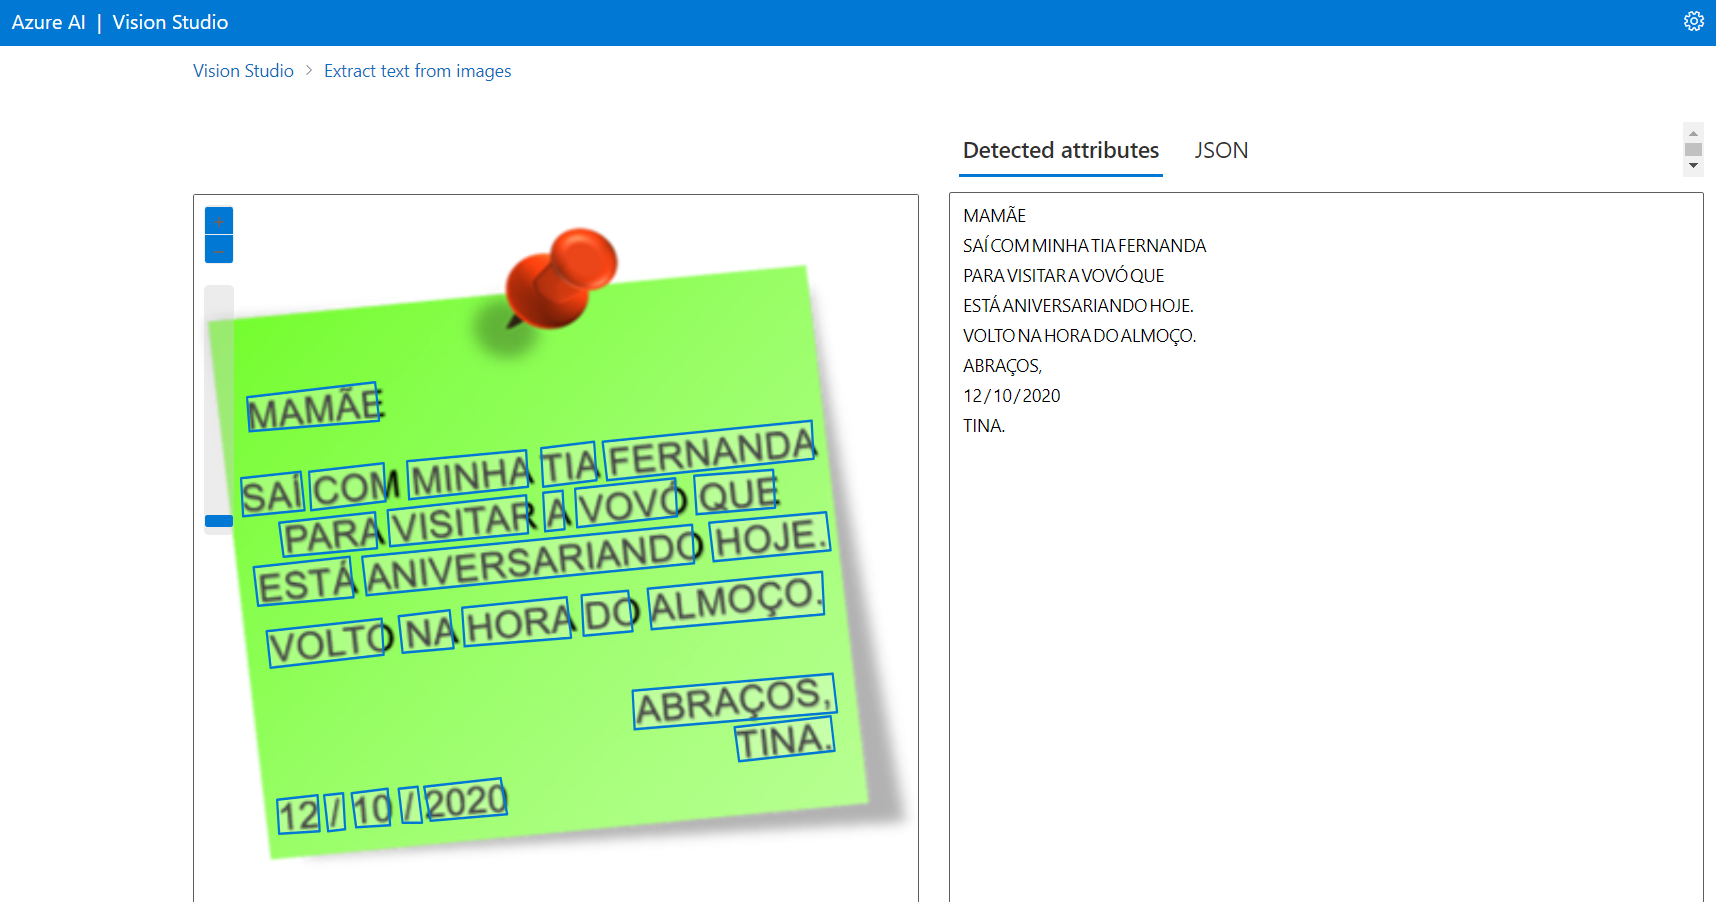 Azure AI | Vision Studio
Vision Studio > Extract text from images
Detected attributes JSON
+
−
MAMÃE
SAÍ COM MINHA TIA FERNANDA
PARA VISITAR A VOVÓ QUE
ESTÁ ANIVERSARIANDO HOJE.
VOLTO NA HORA DO ALMOÇO.
ABRAÇOS,
TINA.
12 / 10 / 2020
MAMÃE
SAÍ COM MINHA TIA FERNANDA
PARA VISITAR A VOVÓ QUE
ESTÁ ANIVERSARIANDO HOJE.
VOLTO NA HORA DO ALMOÇO.
ABRAÇOS,
12 / 10 / 2020
TINA.